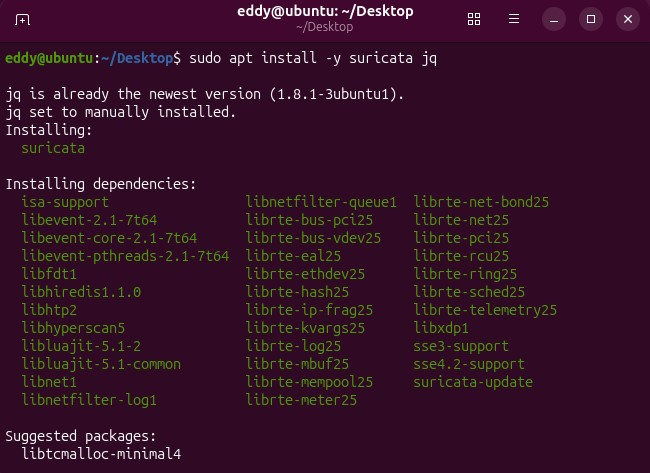 eddy@ubuntu: ~/Desktop
~/Desktop
eddy@ubuntu:~/Desktop$ sudo apt install -y suricata jq
jq is already the newest version (1.8.1-3ubuntu1).
jq set to manually installed.
Installing:
suricata
Installing dependencies:
isa-support libnetfilter-queue1 librte-net-bond25
libevent-2.1-7t64 librte-bus-pci25 librte-net25
libevent-core-2.1-7t64 librte-bus-vdev25 librte-pci25
libevent-pthreads-2.1-7t64 librte-eal25 librte-rcu25
libfdt1 librte-ethdev25 librte-ring25
libhiredis1.1.0 librte-hash25 librte-sched25
libhtp2 librte-ip-frag25 librte-telemetry25
libhyperscan5 librte-kvargs25 libxdp1
libluajit-5.1-2 librte-log25 sse3-support
libluajit-5.1-common librte-mbuf25 sse4.2-support
libnet1 librte-mempool25 suricata-update
libnetfilter-log1 librte-meter25
Suggested packages:
libtcmalloc-minimal4